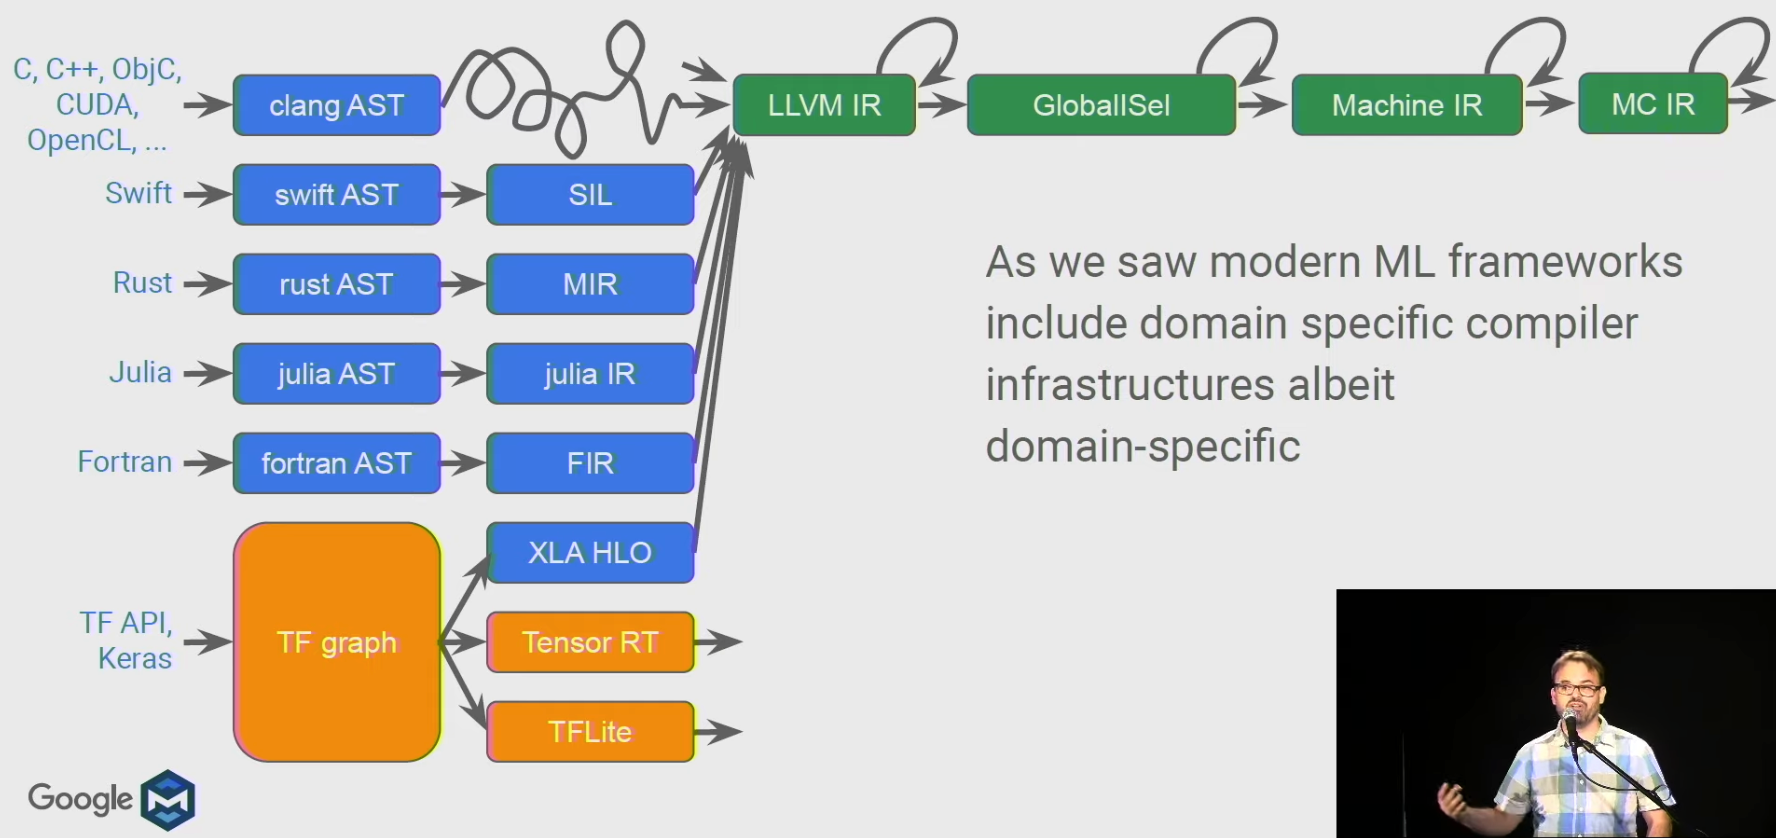 C, C++, ObjC,
CUDA,
OpenCL, ...
clang AST
LLVM IR
GlobalISel
Machine IR
MC IR
Swift
swift AST
SIL
Rust
rust AST
MIR
Julia
julia AST
julia IR
Fortran
fortran AST
FIR
TF API,
Keras
TF graph
XLA HLO
Tensor RT
TFLite
As we saw modern ML frameworks
include domain specific compiler
infrastructures albeit
domain-specific
Google